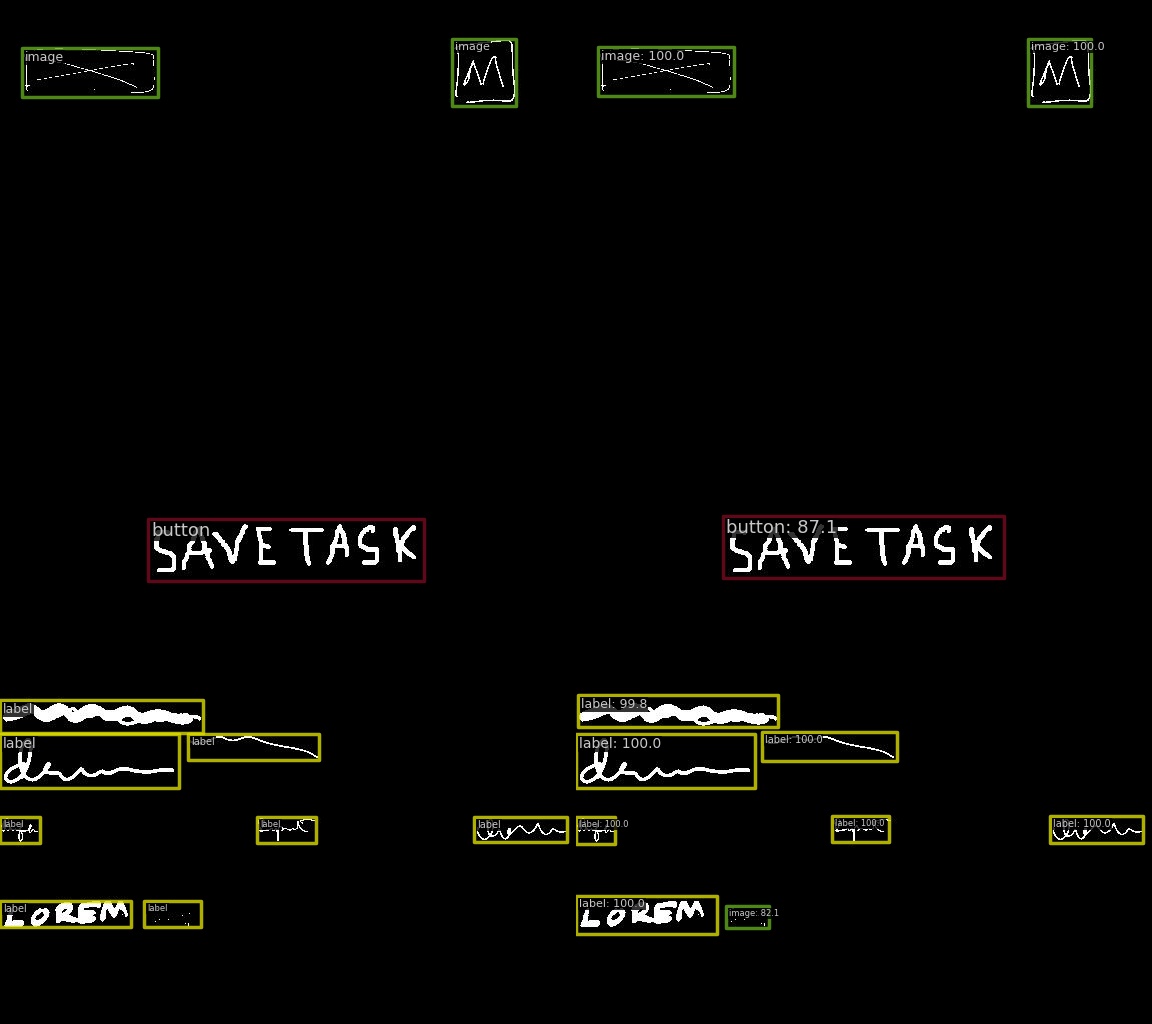 image image image: 100.0 image: 100.0
M M
button button: 87.1
SAVE TASK SAVE TASK
label label: 99.8
label label label: 100.0 label: 100.0
label label label label: 100.0 label: 100.0 label: 100.0
label label label: 100.0 image: 82.1
LOREM LOREM